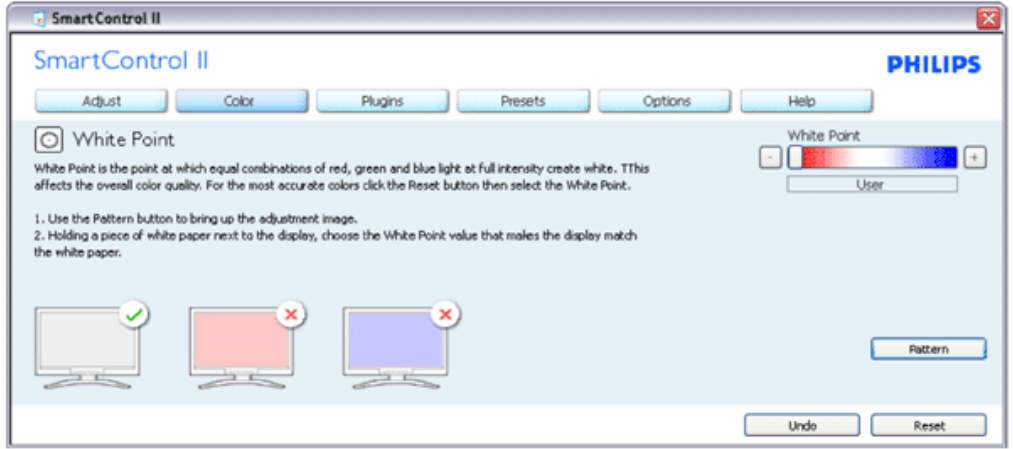 SmartControl II
SmartControl II
PHILIPS
Adjust Color Plugins Presets Options Help
White Point
White Point is the point at which equal combinations of red, green and blue light at full intensity create white. TThis
affects the overall color quality. For the most accurate colors click the Reset button then select the White Point.
1. Use the Pattern button to bring up the adjustment image.
2. Holding a piece of white paper next to the display, choose the White Point value that makes the display match
the white paper.
White Point
- +
User
Pattern
Undo Reset